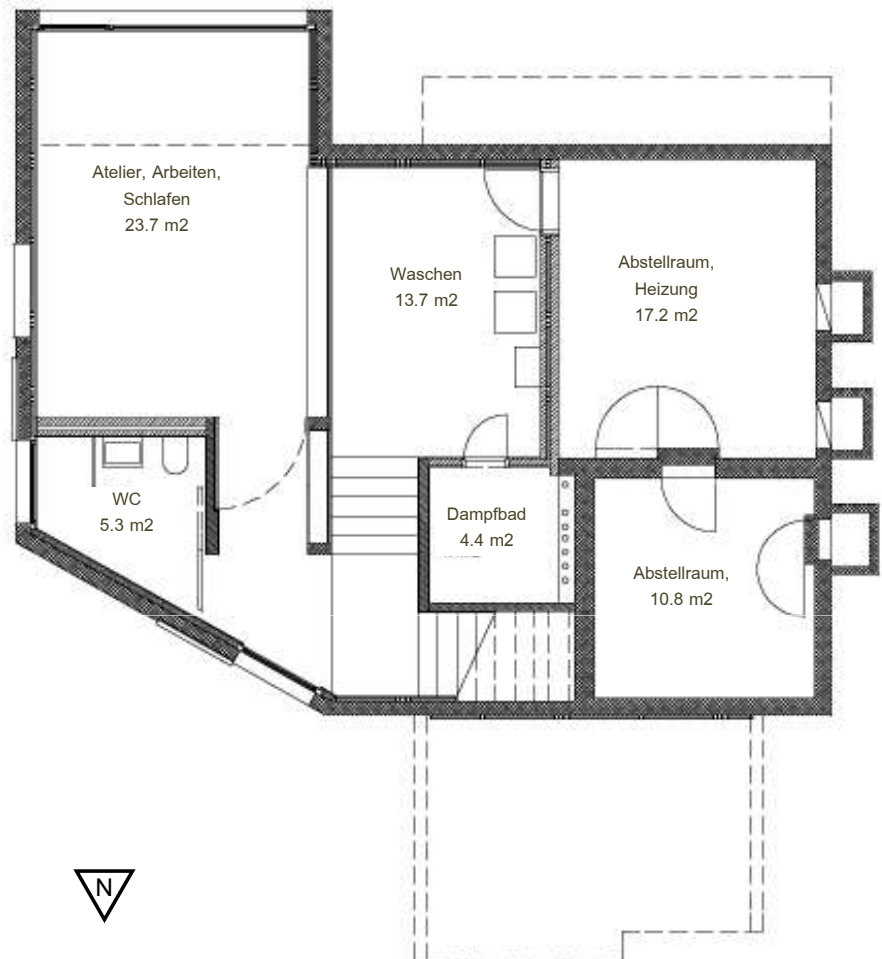 Atelier, Arbeiten,
Schlafen
23.7 m2
Waschen
13.7 m2
Abstellraum,
Heizung
17.2 m2
WC
5.3 m2
Dampfbad
4.4 m2
Abstellraum,
10.8 m2
N